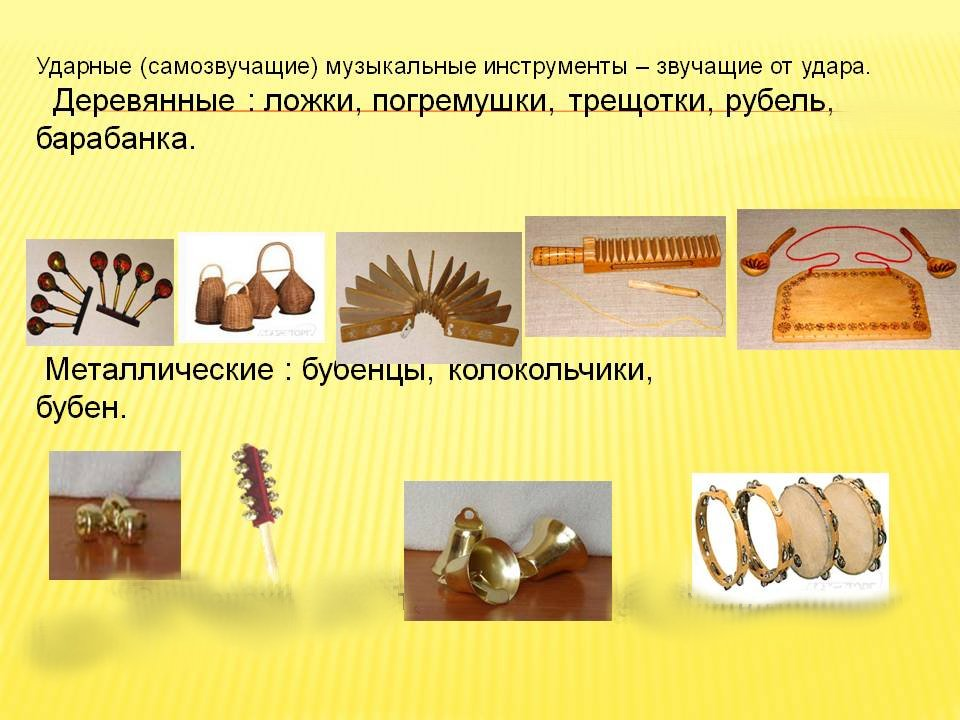 Ударные (самозвучащие) музыкальные инструменты – звучащие от удара.
Деревянные : ложки, погремушки, трещотки, рубель,
барабанка.
Металлические : бубенцы, колокольчики,
бубен.